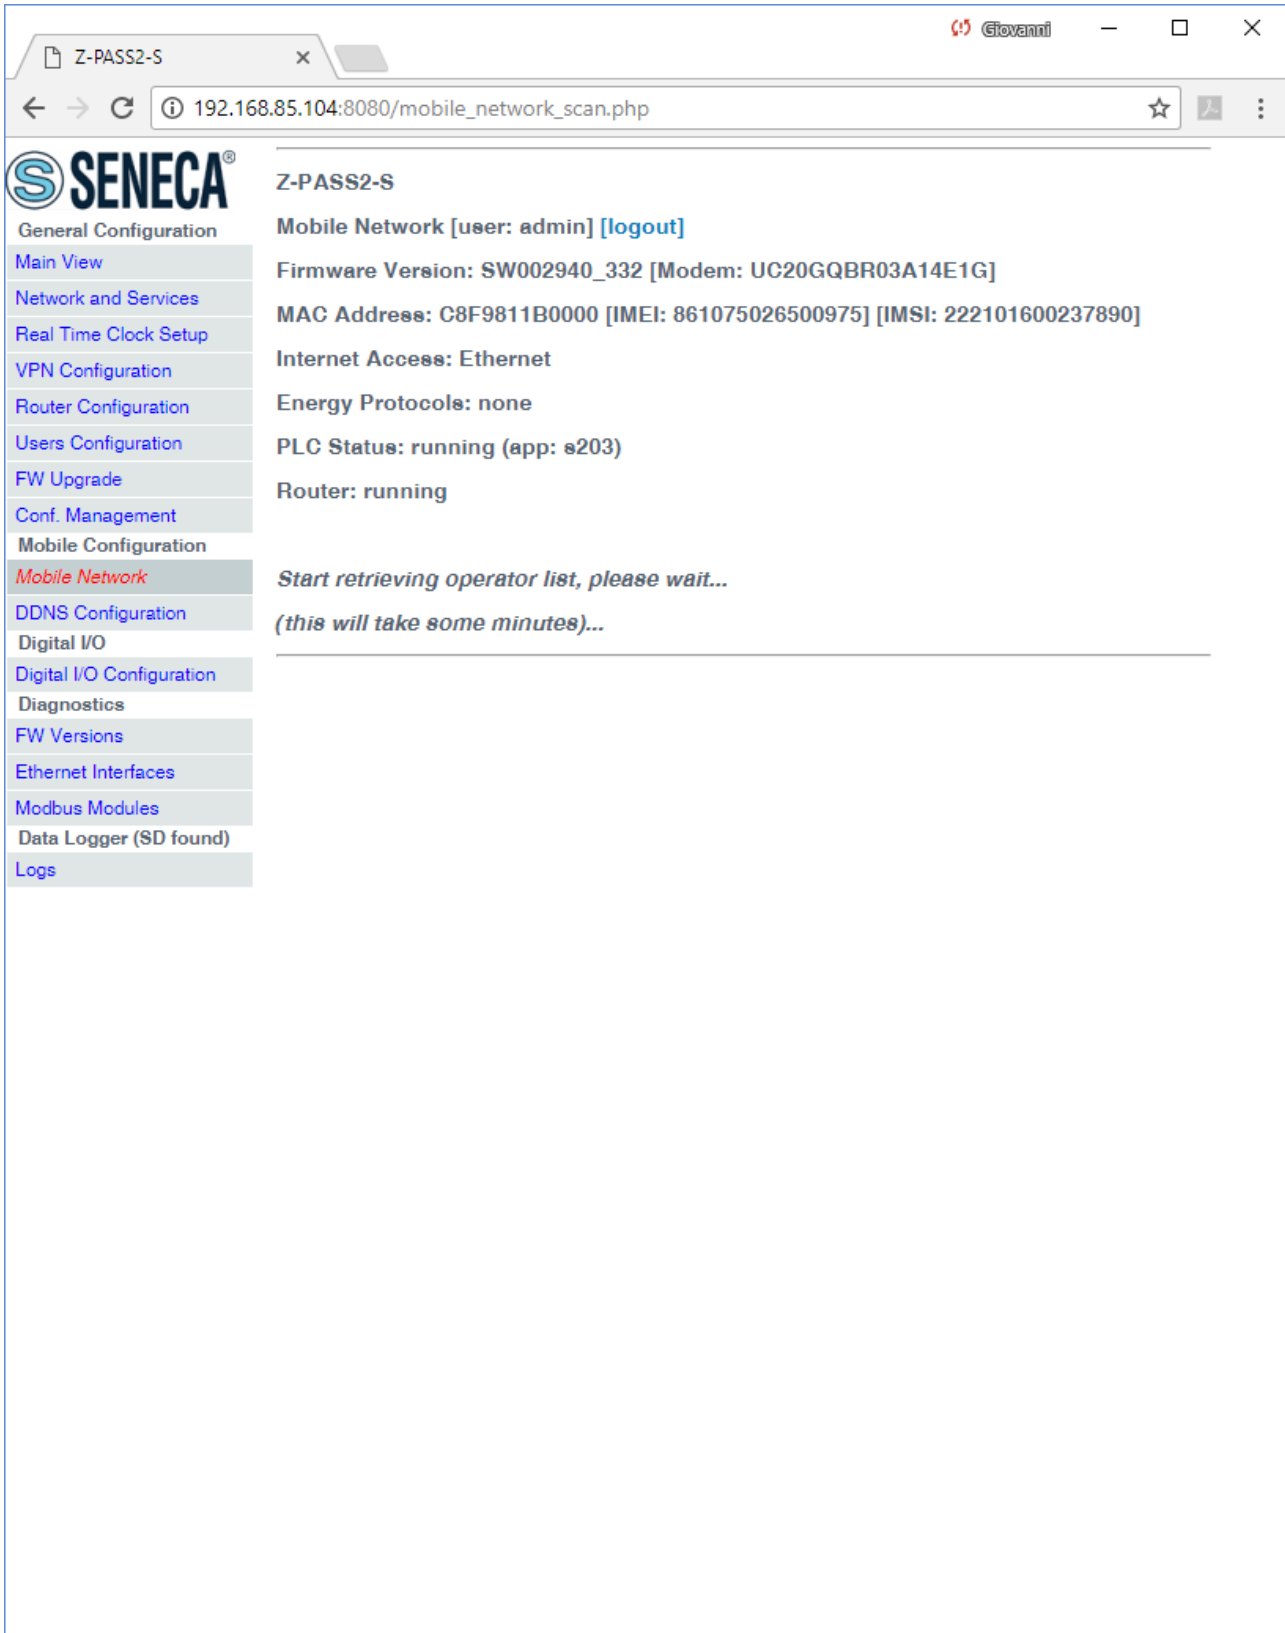 Giovanni
Z-PASS2-S
192.168.85.104:8080/mobile_network_scan.php
SENECA®
General Configuration
Main View
Network and Services
Real Time Clock Setup
VPN Configuration
Router Configuration
Users Configuration
FW Upgrade
Conf. Management
Mobile Configuration
Mobile Network
DDNS Configuration
Digital I/O
Digital I/O Configuration
Diagnostics
FW Versions
Ethernet Interfaces
Modbus Modules
Data Logger (SD found)
Logs
Z-PASS2-S
Mobile Network [user: admin] [logout]
Firmware Version: SW002940_332 [Modem: UC20GQBR03A14E1G]
MAC Address: C8F9811B0000 [IMEI: 861075026500975] [IMSI: 222101600237890]
Internet Access: Ethernet
Energy Protocols: none
PLC Status: running (app: s203)
Router: running
Start retrieving operator list, please wait...
(this will take some minutes)...